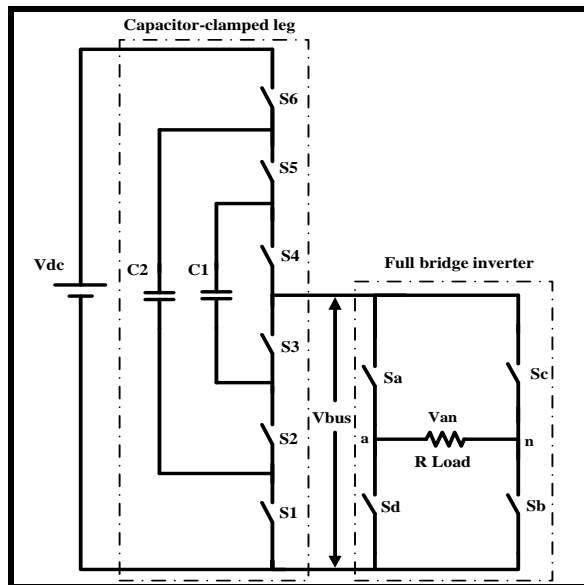 Capacitor-clamped leg
S6
S5
Vdc
C2
C1
S4
Full bridge inverter
S3
Sa
Sc
Vbus
Van
S2
a
n
R Load
S1
Sd
Sb